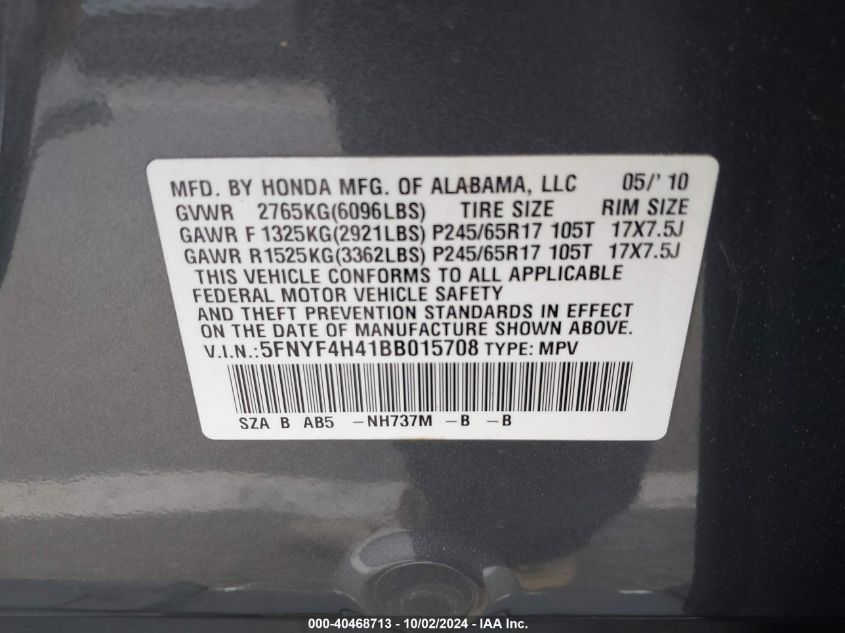 MFD. BY HONDA MFG. OF ALABAMA, LLC 05/' 10
GVWR 2765KG(6096LBS) TIRE SIZE RIM SIZE
GAWR F 1325KG(2921LBS) P245/65R17 105T 17X7.5J
GAWR R1525KG(3362LBS) P245/65R17 105T 17X7.5J
THIS VEHICLE CONFORMS TO ALL APPLICABLE
FEDERAL MOTOR VEHICLE SAFETY
AND THEFT PREVENTION STANDARDS IN EFFECT
ON THE DATE OF MANUFACTURE SHOWN ABOVE.
V.I.N.:5FNYF4H41BB015708 TYPE: MPV
SZA B AB5 -NH737M -B -B
000-40468713 - 10/02/2024 - IAA Inc.